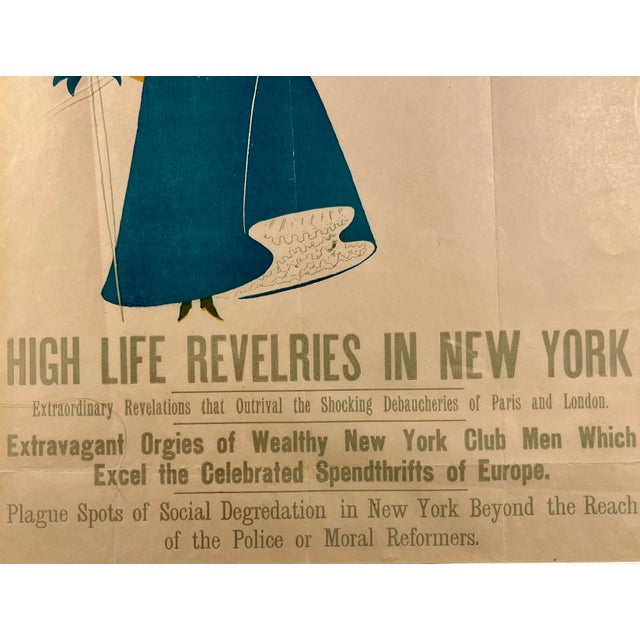 HIGH LIFE REVELRIES IN NEW YORK
Extraordinary Revelations that Outrival the Shocking Debaucheries of Paris and London.
Extravagant Orgies of Wealthy New York Club Men Which
Excel the Celebrated Spendthrifts of Europe.
Plague Spots of Social Degredation in New York Beyond the Reach
of the Police or Moral Reformers.